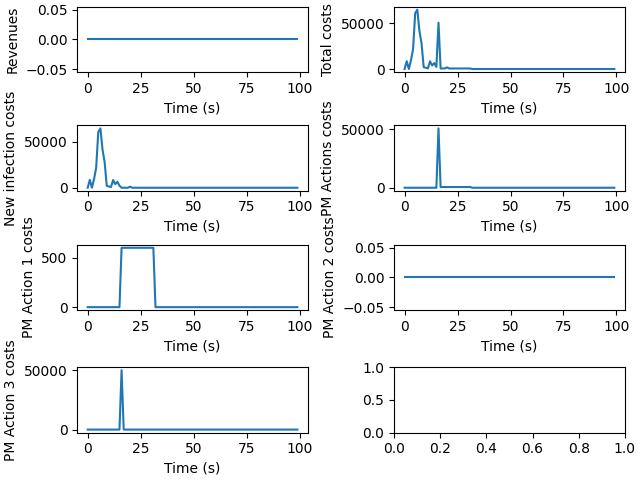 Revenues
0.05
0.00
−0.05
0 25 50 75 100
Time (s)
Total costs
50000
0
0 25 50 75 100
Time (s)
New infection costs
50000
0
0 25 50 75 100
Time (s)
PM Actions costs
50000
0
0 25 50 75 100
Time (s)
PM Action 1 costs
500
0
0 25 50 75 100
Time (s)
PM Action 2 costs
0.05
0.00
−0.05
0 25 50 75 100
Time (s)
PM Action 3 costs
50000
0
0 25 50 75 100
Time (s)
1.0
0.5
0.0
0.0 0.2 0.4 0.6 0.8 1.0